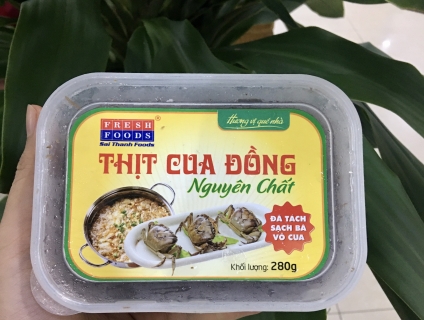 FRESH
FOODS
Sai Thanh Foods
Hương vị quê nhà
THỊT CUA ĐỒNG
Nguyên Chất
ĐÃ TÁCH
SẠCH BÃ
VỎ CUA
Khối lượng: 280g